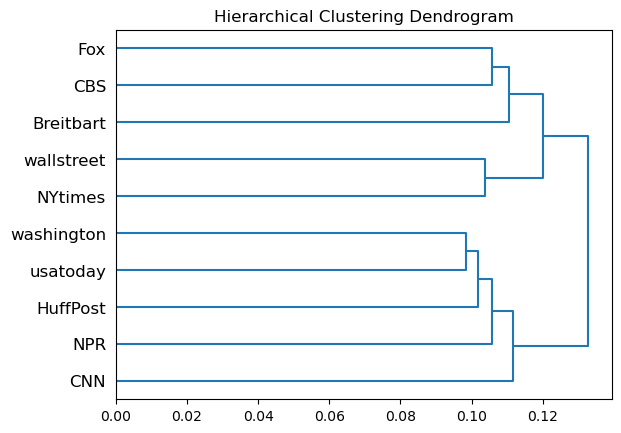 Hierarchical Clustering Dendrogram
Fox
CBS
Breitbart
wallstreet
NYtimes
washington
usatoday
HuffPost
NPR
CNN
0.00 0.02 0.04 0.06 0.08 0.10 0.12